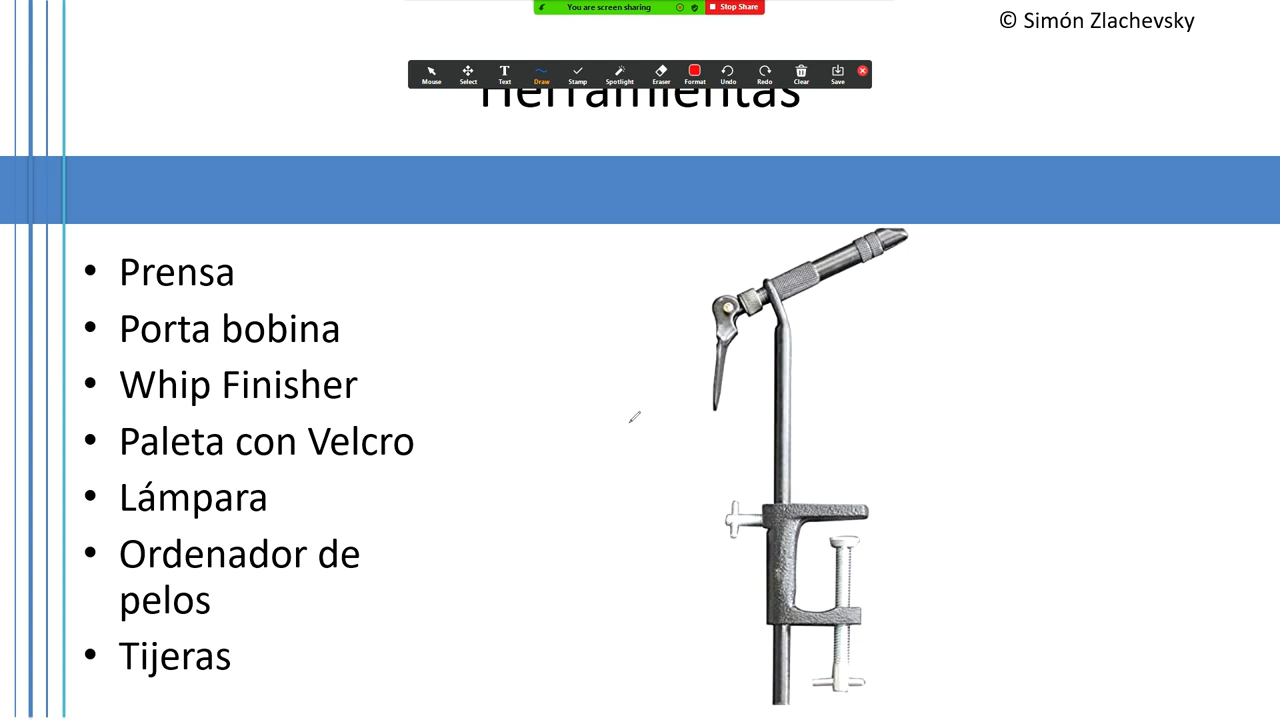 You are screen sharing
Stop Share
© Simón Zlachevsky
Mouse
Select
Text
Draw
Stamp
Spotlight
Eraser
Format
Undo
Redo
Clear
Save
Herramientas
• Prensa
• Porta bobina
• Whip Finisher
• Paleta con Velcro
• Lámpara
• Ordenador de
pelos
• Tijeras